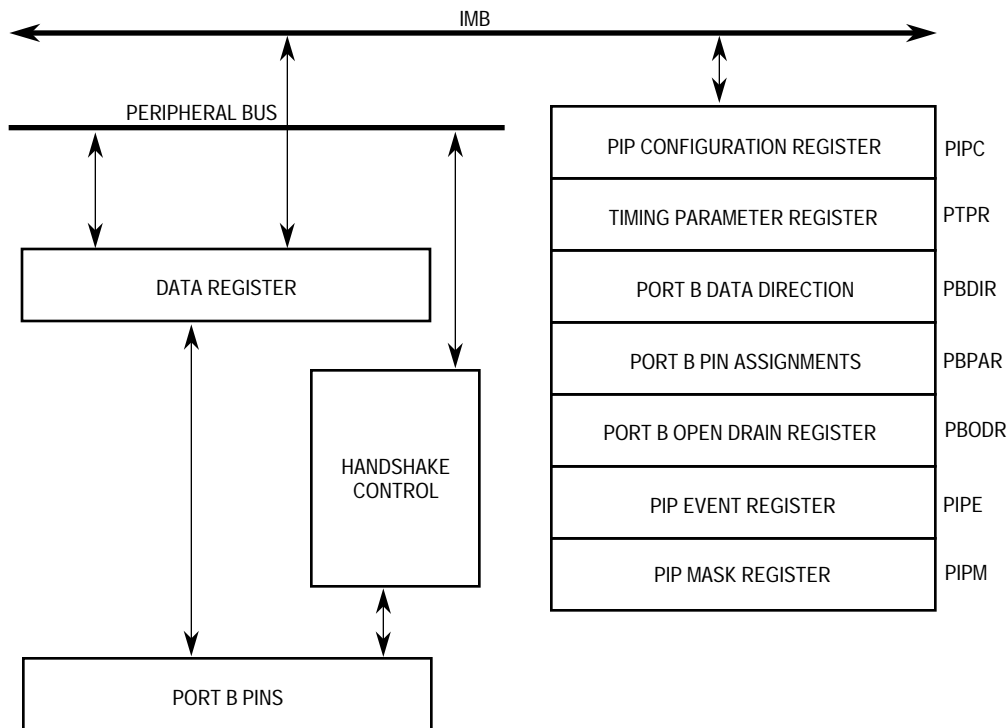 IMB
PERIPHERAL BUS
PIP CONFIGURATION REGISTER PIPC
TIMING PARAMETER REGISTER PTPR
DATA REGISTER
PORT B DATA DIRECTION PBDIR
PORT B PIN ASSIGNMENTS PBPAR
PORT B OPEN DRAIN REGISTER PBODR
HANDSHAKE
CONTROL
PIP EVENT REGISTER PIPE
PIP MASK REGISTER PIPM
PORT B PINS